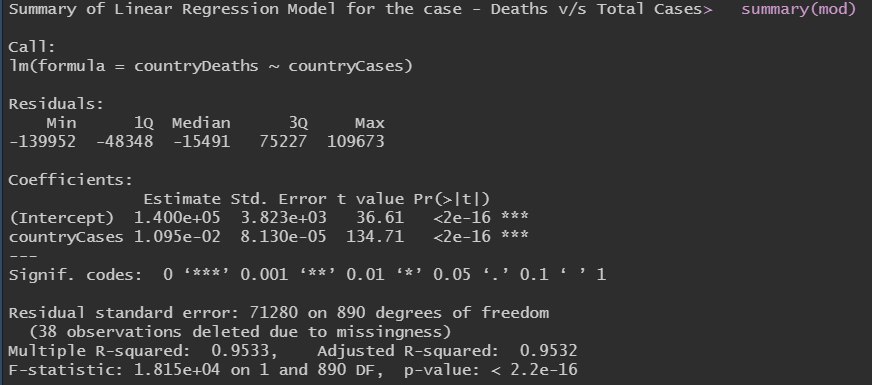 Summary of Linear Regression Model for the case - Deaths v/s Total Cases>   summary(mod)
Call:
lm(formula = countryDeaths ~ countryCases)
Residuals:
    Min      1Q  Median      3Q     Max
-139952  -48348  -15491   75227  109673
Coefficients:
              Estimate Std. Error t value Pr(>|t|)
(Intercept)  1.400e+05  3.823e+03   36.61   <2e-16 ***
countryCases 1.095e-02  8.130e-05  134.71   <2e-16 ***
---
Signif. codes:  0 ‘***’ 0.001 ‘**’ 0.01 ‘*’ 0.05 ‘.’ 0.1 ‘ ’ 1
Residual standard error: 71280 on 890 degrees of freedom
  (38 observations deleted due to missingness)
Multiple R-squared:  0.9533,    Adjusted R-squared:  0.9532
F-statistic: 1.815e+04 on 1 and 890 DF,  p-value: < 2.2e-16